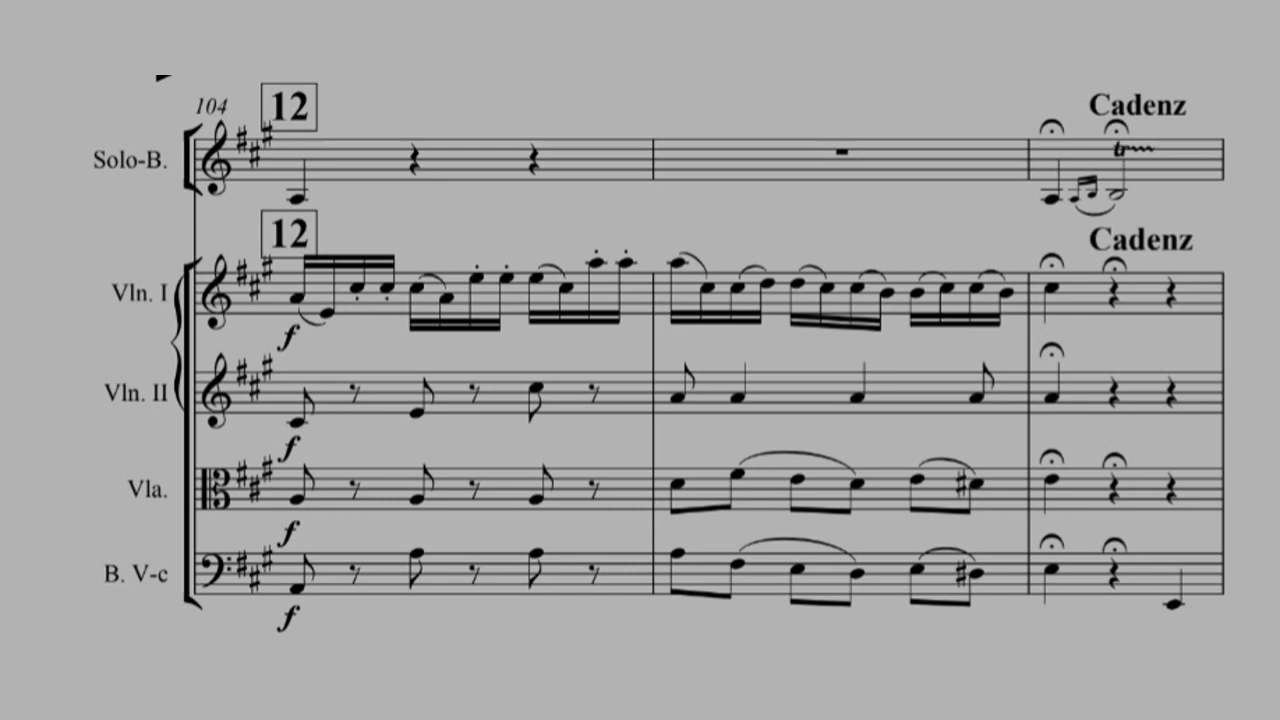 104 12
Cadenz
Solo-B.
tr
12
Cadenz
Vln. I
f
Vln. II
f
Vla.
f
B. V-c
f